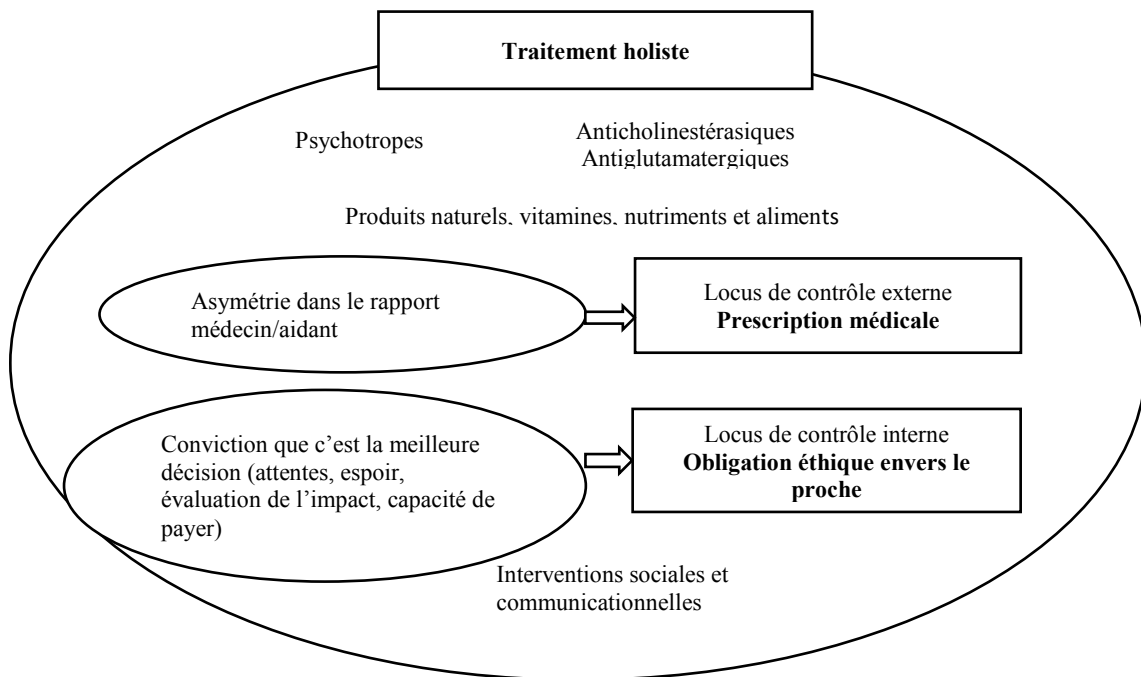 Traitement holiste
Psychotropes
Anticholinestérasiques
Antiglutamatergiques
Produits naturels, vitamines, nutriments et aliments
Asymétrie dans le rapport
médecin/aidant
Locus de contrôle externe
Prescription médicale
Conviction que c’est la meilleure
décision (attentes, espoir,
évaluation de l’impact, capacité de
payer)
Locus de contrôle interne
Obligation éthique envers le
proche
Interventions sociales et
communicationnelles